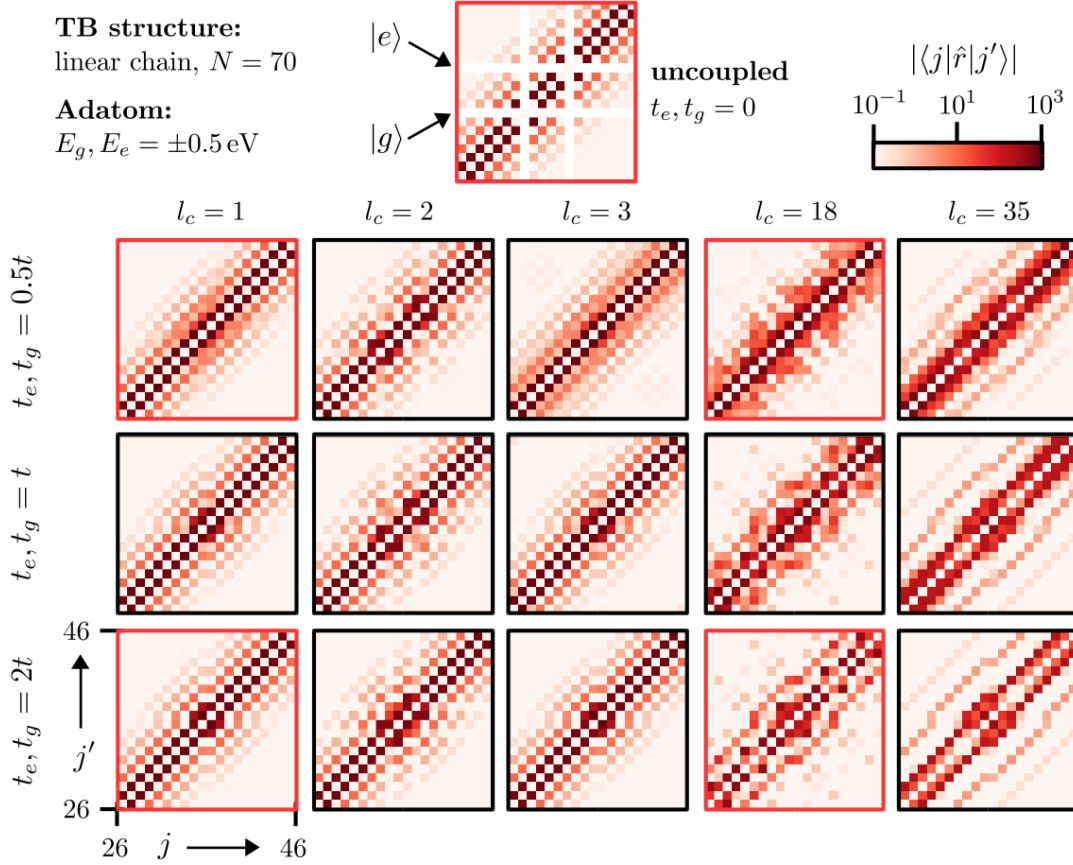 TB structure:
linear chain, N = 70
Adatom:
E_g, E_e = ±0.5 eV
|e⟩
|g⟩
uncoupled
t_e, t_g = 0
|⟨j|r̂|j′⟩|
10^{-1} 10^1 10^3
l_c = 1 l_c = 2 l_c = 3 l_c = 18 l_c = 35
t_e, t_g = 0.5t
t_e, t_g = t
t_e, t_g = 2t
46
j′
26
26 j 46